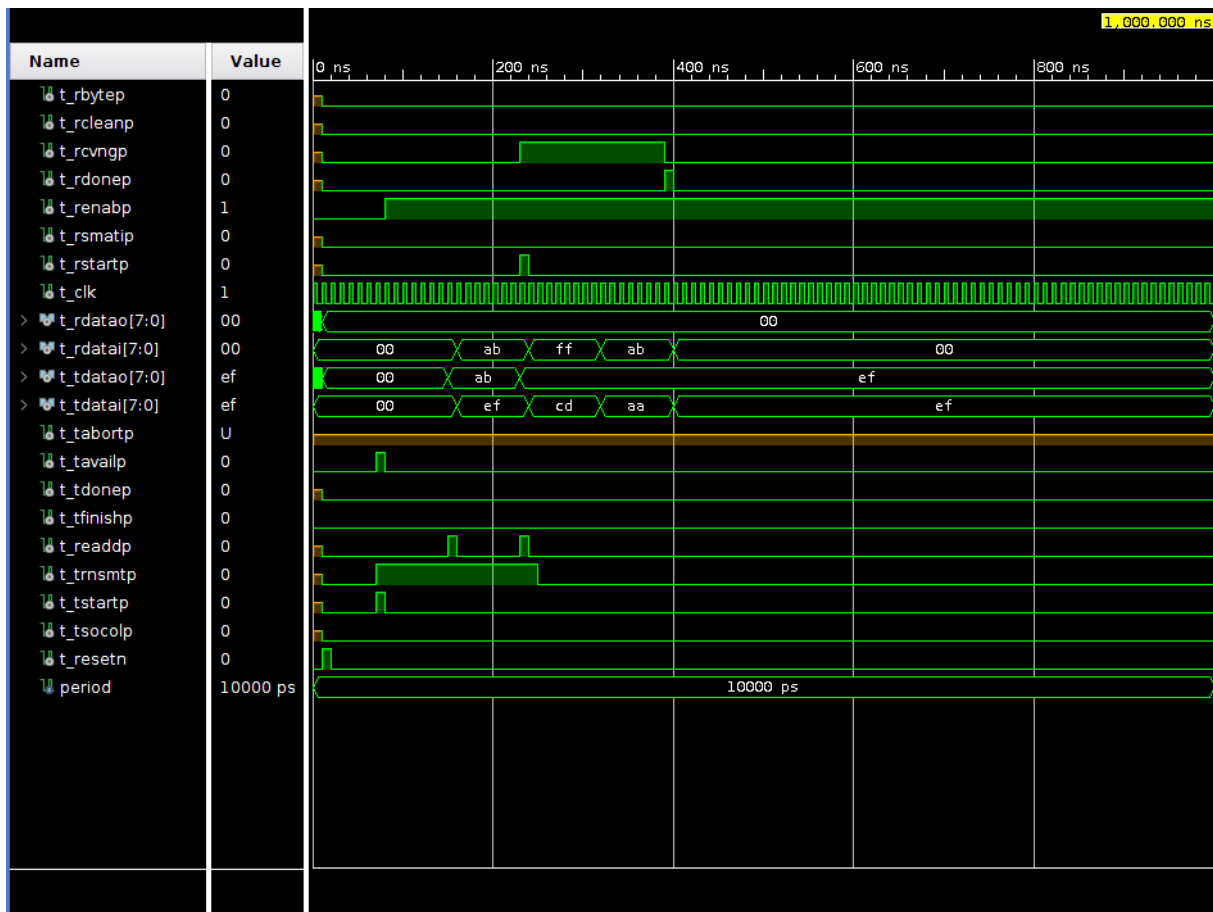 1,000.000 ns
Name Value 0 ns 200 ns 400 ns 600 ns 800 ns
t_rbytep 0
t_rcleanp 0
t_rcvngp 0
t_rdonep 0
t_renabp 1
t_rsmatip 0
t_rstartp 0
t_clk 1
t_rdatao[7:0] 00 00
t_rdatai[7:0] 00 00 ab ff ab 00
t_tdatao[7:0] ef 00 ab ef
t_tdatai[7:0] ef 00 ef cd aa ef
t_tabortp U
t_tavailp 0
t_tdonep 0
t_tfinishp 0
t_readdp 0
t_trnsmtp 0
t_tstartp 0
t_tsocolp 0
t_resetn 0
period 10000 ps 10000 ps